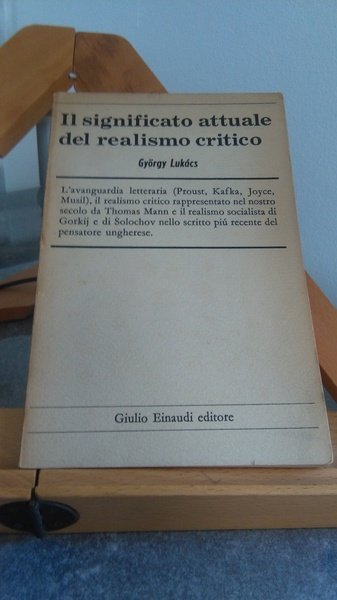 Il significato attuale
del realismo critico
György Lukács
L'avanguardia letteraria (Proust, Kafka, Joyce,
Musil), il realismo critico rappresentato nel nostro
secolo da Thomas Mann e il realismo socialista di
Gorkij e di Šolochov nello scritto piú recente del
pensatore ungherese.
Giulio Einaudi editore